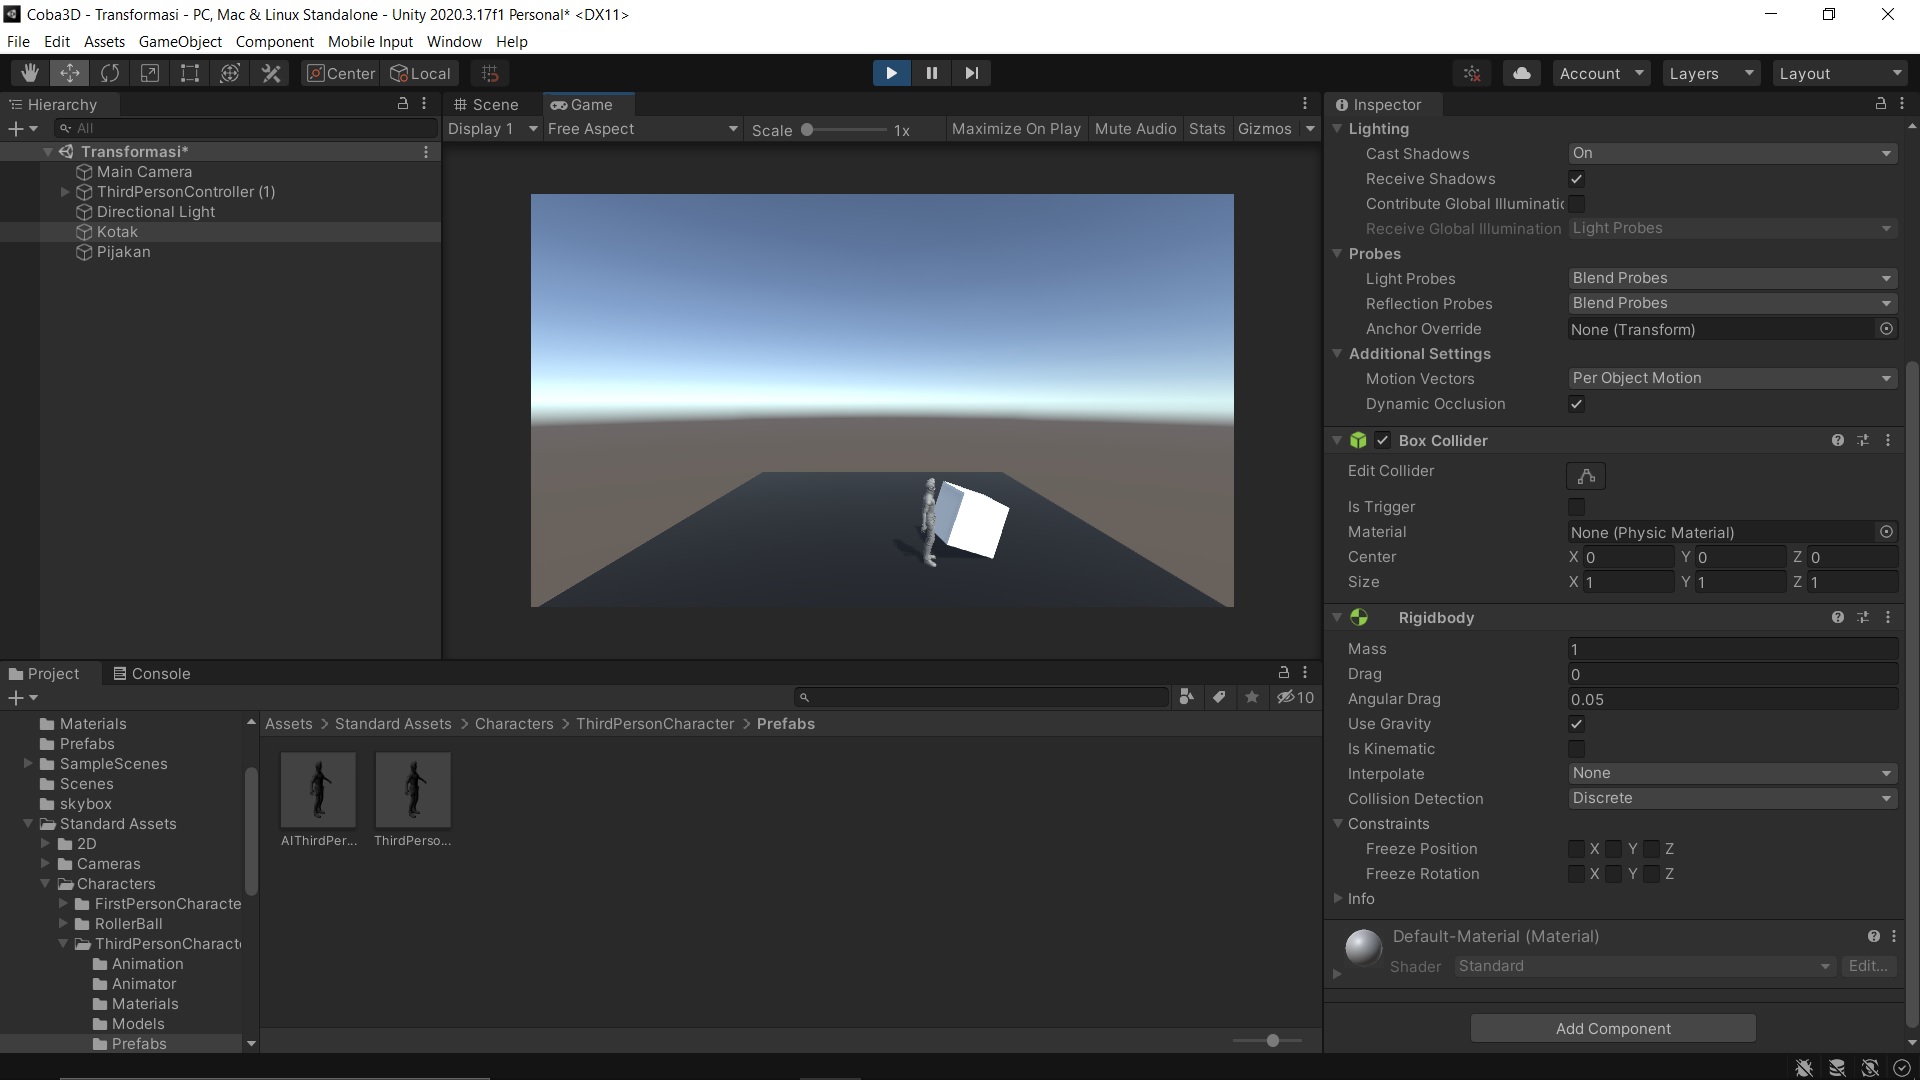 Coba3D - Transformasi - PC, Mac & Linux Standalone - Unity 2020.3.17f1 Personal* <DX11>
File Edit Assets GameObject Component Mobile Input Window Help
Center Local Account Layers Layout
Hierarchy
All
Transformasi*
Main Camera
ThirdPersonController (1)
Directional Light
Kotak
Pijakan
Scene Game
Display 1 Free Aspect Scale 1x Maximize On Play Mute Audio Stats Gizmos
Inspector
Lighting
Cast Shadows On
Receive Shadows
Contribute Global Illuminatic
Receive Global Illumination Light Probes
Probes
Light Probes Blend Probes
Reflection Probes Blend Probes
Anchor Override None (Transform)
Additional Settings
Motion Vectors Per Object Motion
Dynamic Occlusion
Box Collider
Edit Collider
Is Trigger
Material None (Physic Material)
Center X 0 Y 0 Z 0
Size X 1 Y 1 Z 1
Rigidbody
Mass 1
Drag 0
Angular Drag 0.05
Use Gravity
Is Kinematic
Interpolate None
Collision Detection Discrete
Constraints
Freeze Position X Y Z
Freeze Rotation X Y Z
Info
Default-Material (Material)
Shader Standard Edit...
Add Component
Project Console
10
Materials
Prefabs
SampleScenes
Scenes
skybox
Standard Assets
2D
Cameras
Characters
FirstPersonCharacte
RollerBall
ThirdPersonCharacte
Animation
Animator
Materials
Models
Prefabs
Assets > Standard Assets > Characters > ThirdPersonCharacter > Prefabs
AIThirdPer... ThirdPerso...